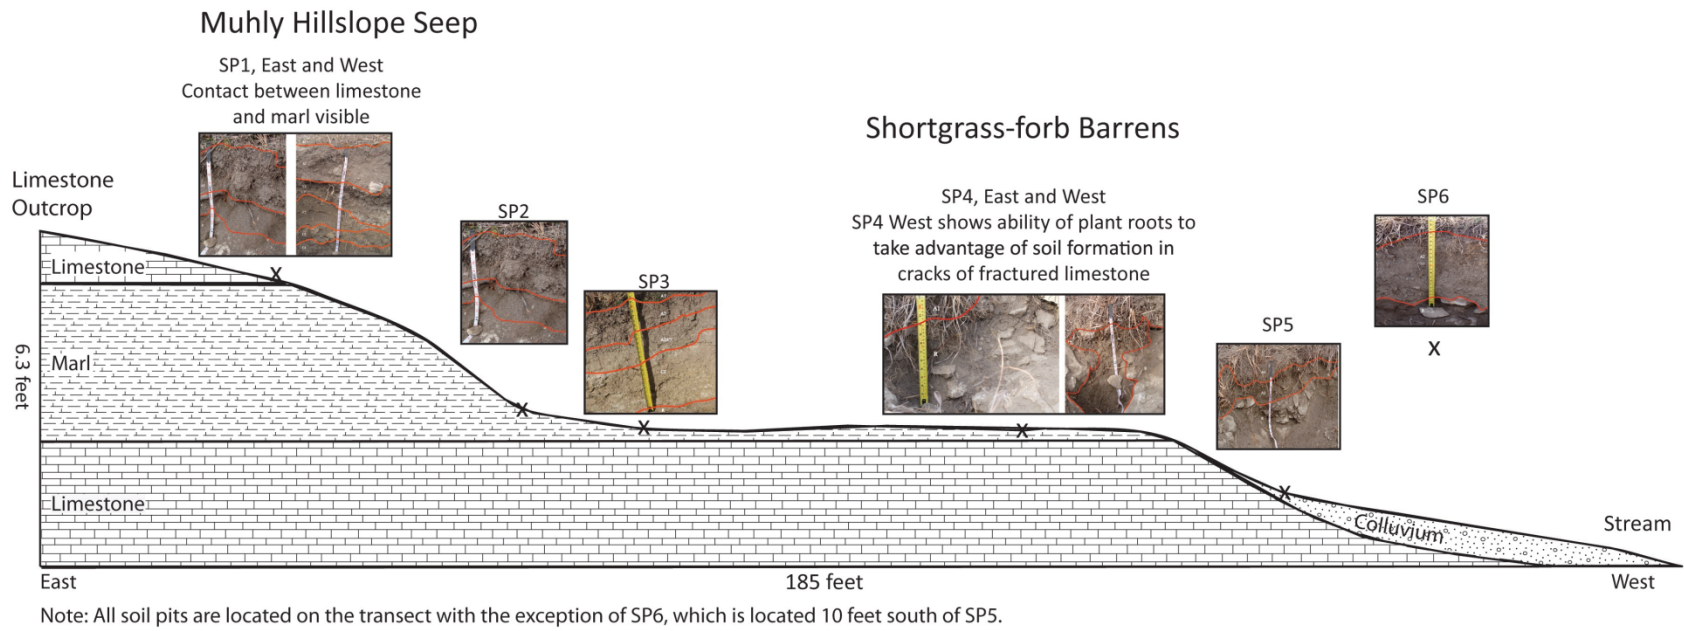 Muhly Hillslope Seep
SP1, East and West
Contact between limestone
and marl visible
Shortgrass-forb Barrens
Limestone
Outcrop
SP2
SP3
SP4, East and West
SP4 West shows ability of plant roots to
take advantage of soil formation in
cracks of fractured limestone
SP5
SP6
X
X
X
X
X
X
Limestone
Marl
Limestone
6.3 feet
Colluvium
Stream
East
185 feet
West
Note: All soil pits are located on the transect with the exception of SP6, which is located 10 feet south of SP5.